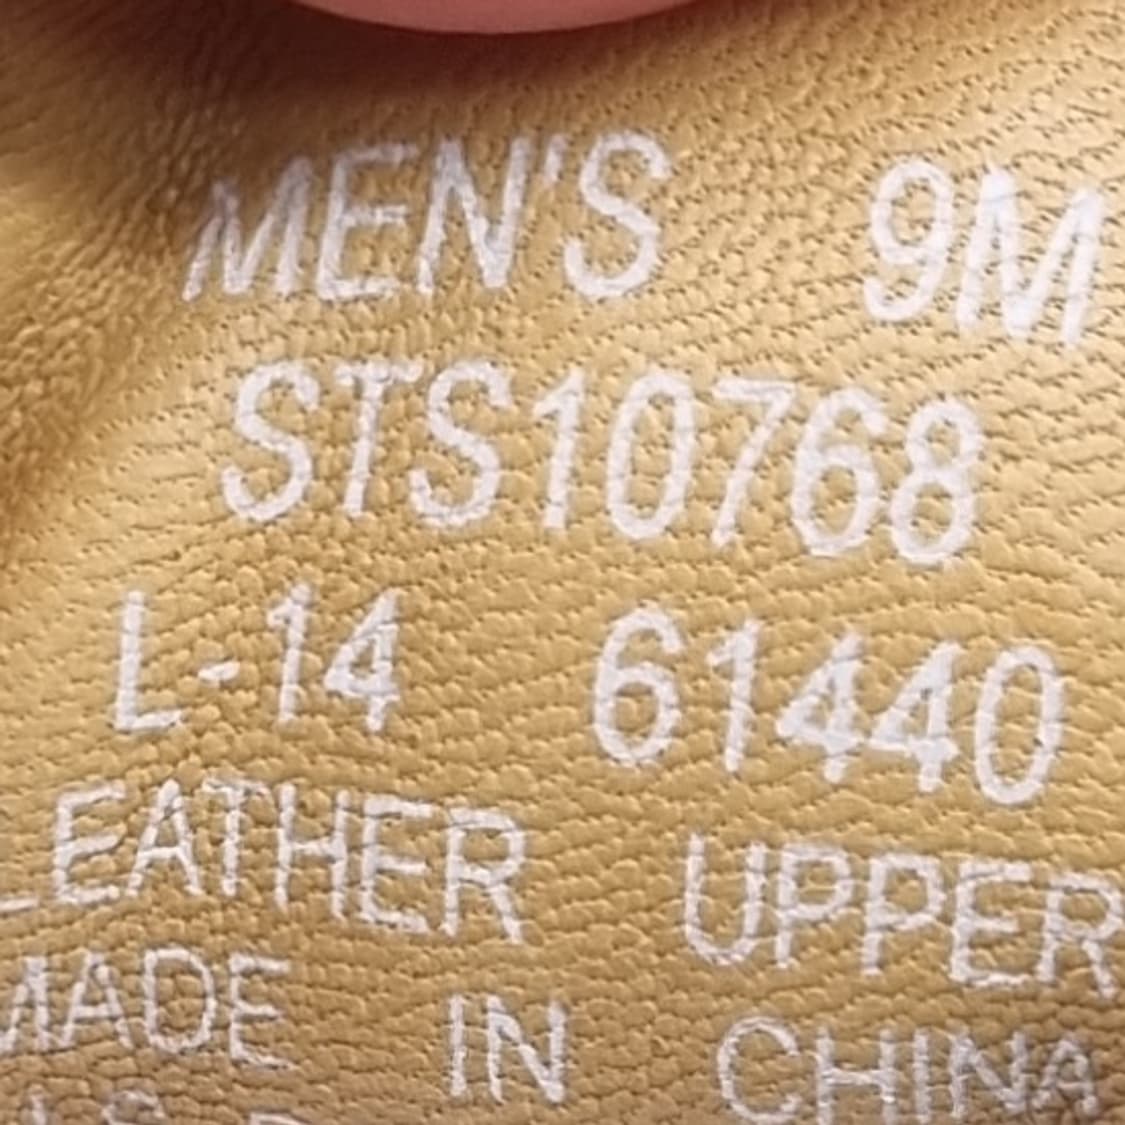 MEN'S 9M
STS10768
L-14 61440
LEATHER UPPER
MADE IN CHINA